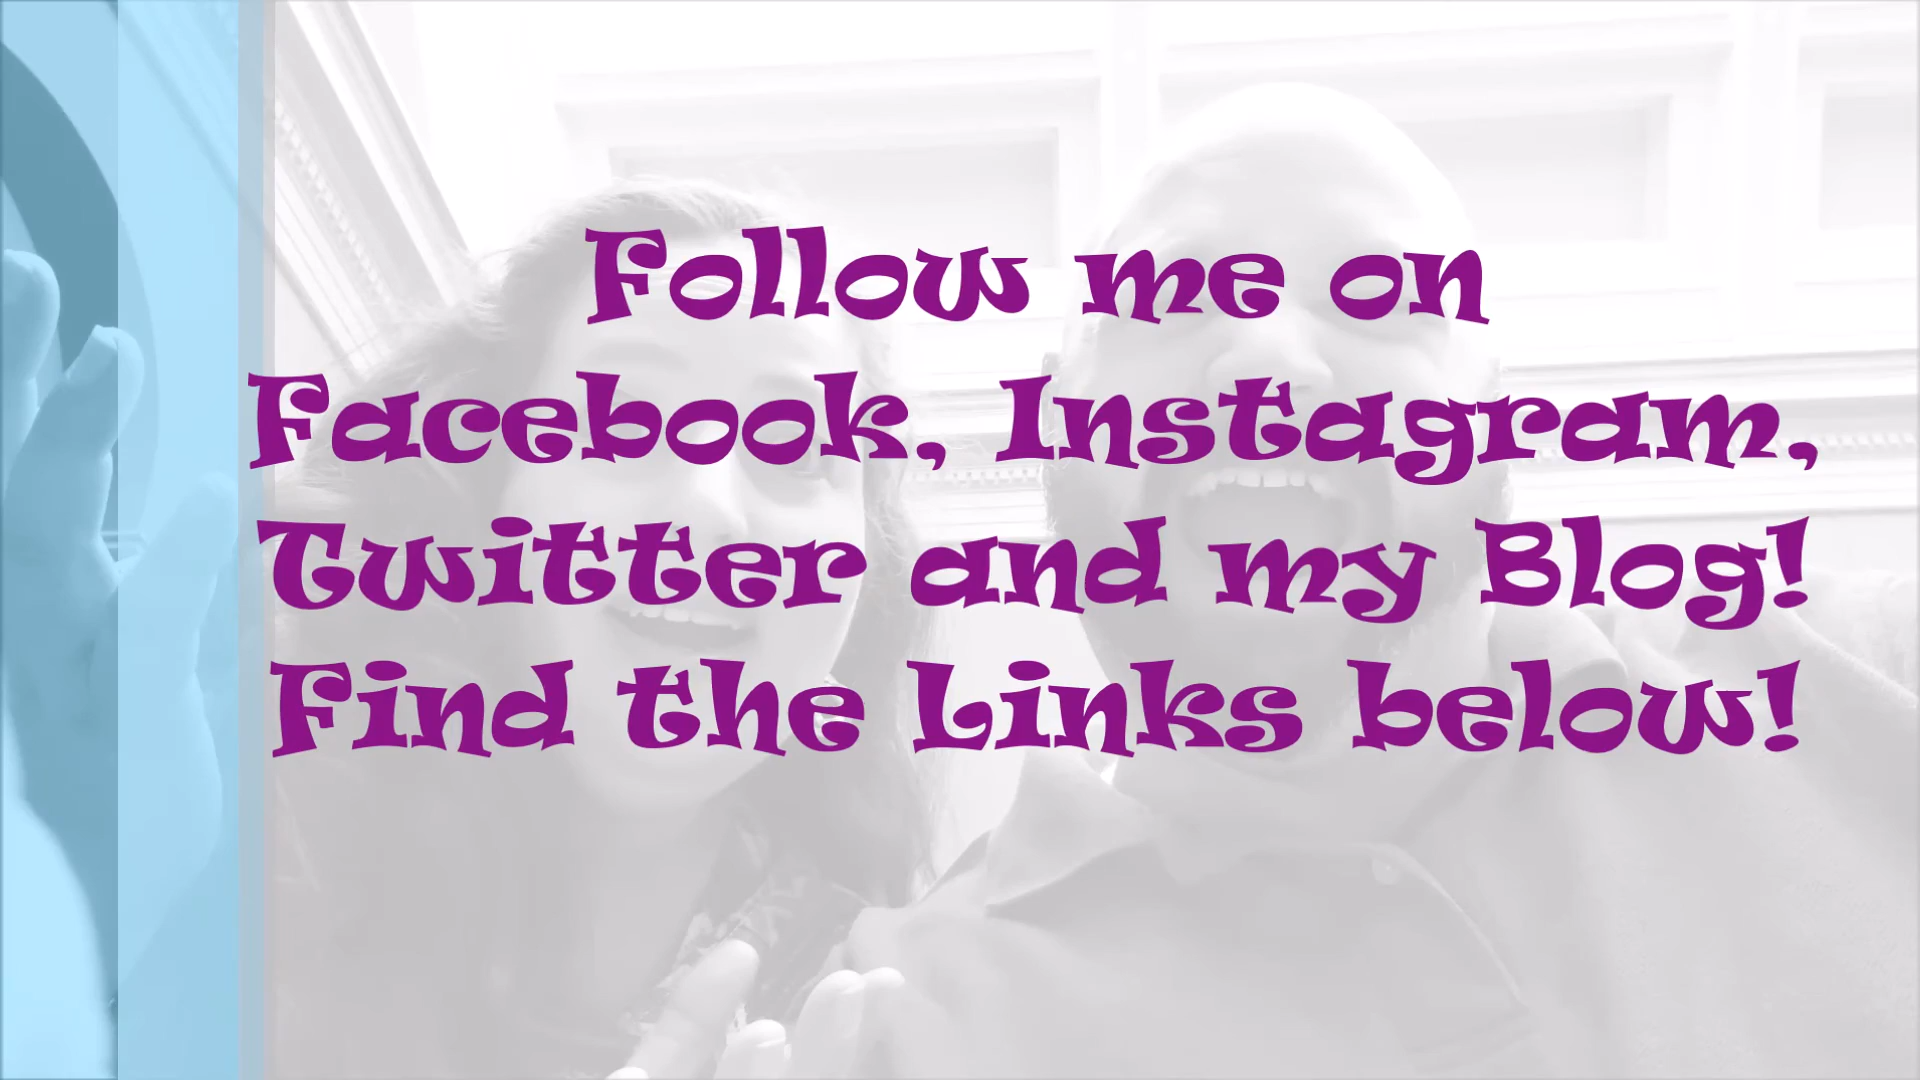 Follow me on
Facebook, Instagram,
Twitter and my Blog!
Find the Links below!